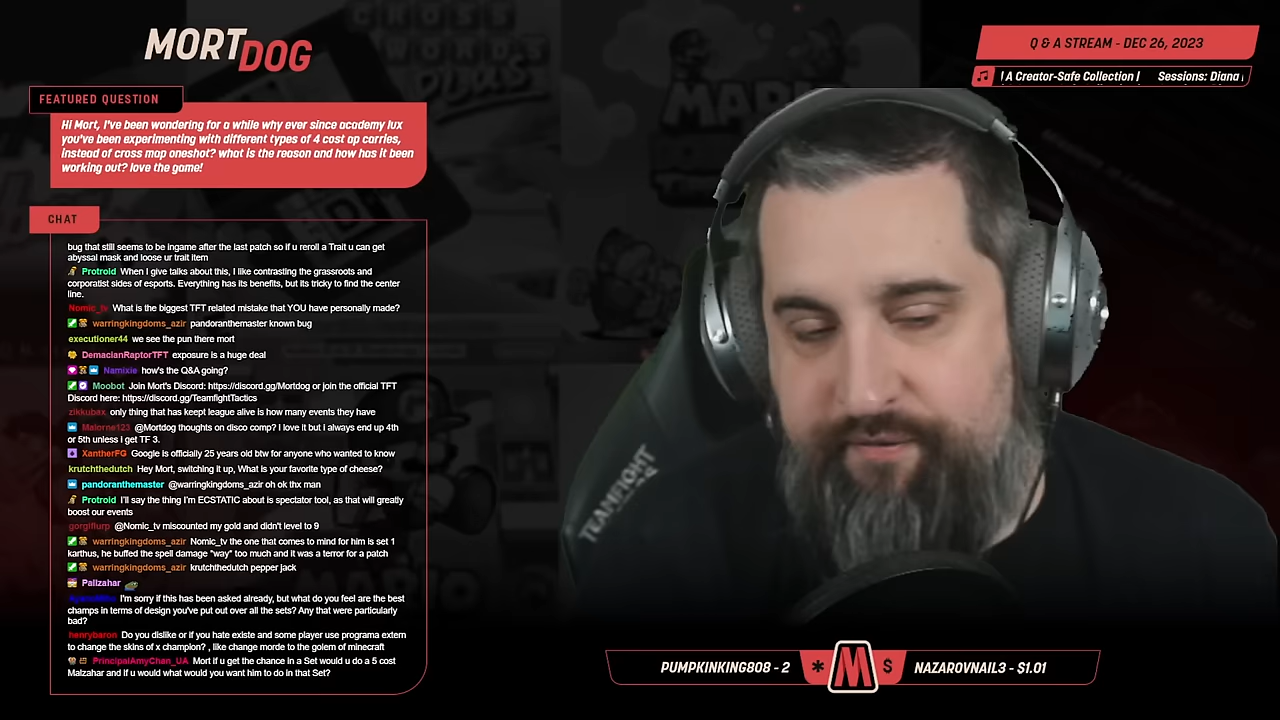 MORTDOG
Q & A STREAM - DEC 26, 2023
| A Creator-Safe Collection | Sessions: Diana
FEATURED QUESTION
Hi Mort, I've been wondering for a while why ever since academy lux
you've been experimenting with different types of 4 cost ap carries,
instead of cross map oneshot? what is the reason and how has it been
working out? love the game!
CHAT
bug that still seems to be ingame after the last patch so if u reroll a Trait u can get
abyssal mask and loose ur trait item
Protroid When I give talks about this, I like contrasting the grassroots and
corporatist sides of esports. Everything has its benefits, but its tricky to find the center
line.
Nomic_tv What is the biggest TFT related mistake that YOU have personally made?
warringkingdoms_azir pandoranthemaster known bug
executioner44 we see the pun there mort
DemacianRaptorTFT exposure is a huge deal
Namixie how's the Q&A going?
Moobot Join Mort's Discord: https://discord.gg/Mortdog or join the official TFT
Discord here: https://discord.gg/TeamfightTactics
zikkubax only thing that has keept league alive is how many events they have
Malorne123 @Mortdog thoughts on disco comp? I love it but i always end up 4th
or 5th unless i get TF 3.
XantherFG Google is officially 25 years old btw for anyone who wanted to know
krutchthedutch Hey Mort, switching it up, What is your favorite type of cheese?
pandoranthemaster @warringkingdoms_azir oh ok thx man
Protroid I'll say the thing I'm ECSTATIC about is spectator tool, as that will greatly
boost our events
gorgiflurp @Nomic_tv miscounted my gold and didn't level to 9
warringkingdoms_azir Nomic_tv the one that comes to mind for him is set 1
karthus, he buffed the spell damage "way" too much and it was a terror for a patch
warringkingdoms_azir krutchthedutch pepper jack
Pallzahar
I'm sorry if this has been asked already, but what do you feel are the best
champs in terms of design you've put out over all the sets? Any that were particularly
bad?
henrybaron Do you dislike or if you hate existe and some player use programa extern
to change the skins of x champion? , like change morde to the golem of minecraft
PrincipalAmyChan_UA Mort if u get the chance in a Set would u do a 5 cost
Malzahar and if u would what would you want him to do in that Set?
TEAMFIGHT
PUMPKINKING808 - 2 * M $ NAZAROVNAIL3 - $1.01